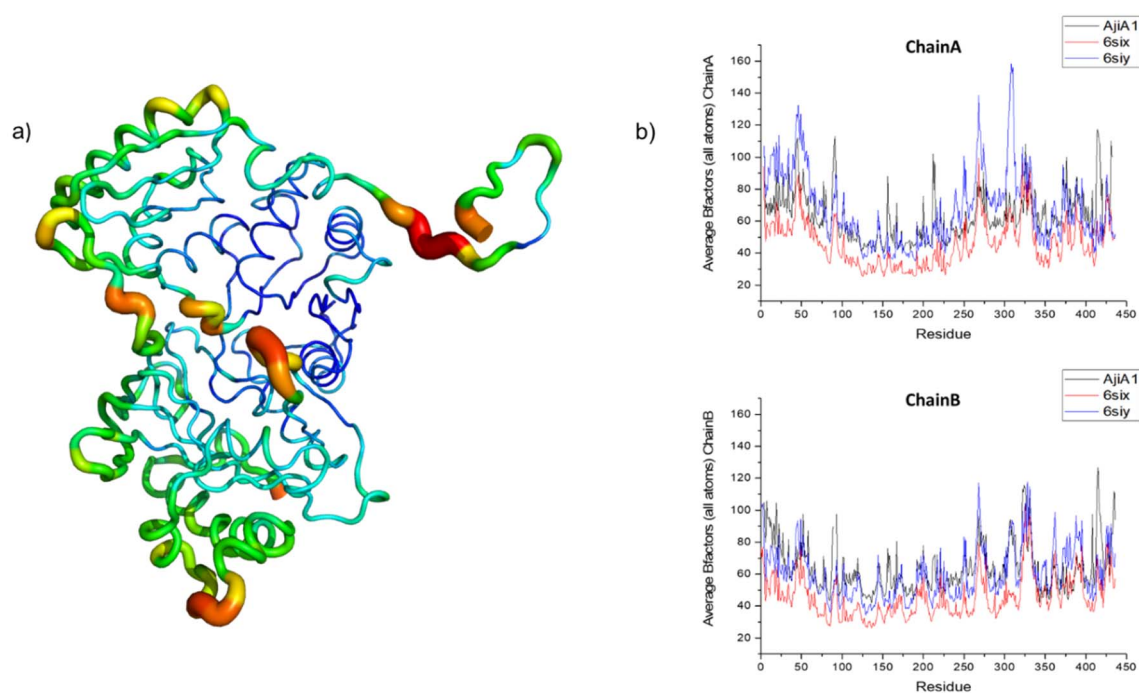 a)
b)
ChainA
AjiA1
6six
6siy
Average Bfactors (all atoms) ChainA
160
140
120
100
80
60
40
20
0 50 100 150 200 250 300 350 400 450
Residue
ChainB
AjiA1
6six
6siy
Average Bfactors (all atoms) ChainB
160
140
120
100
80
60
40
20
0 50 100 150 200 250 300 350 400 450
Residue